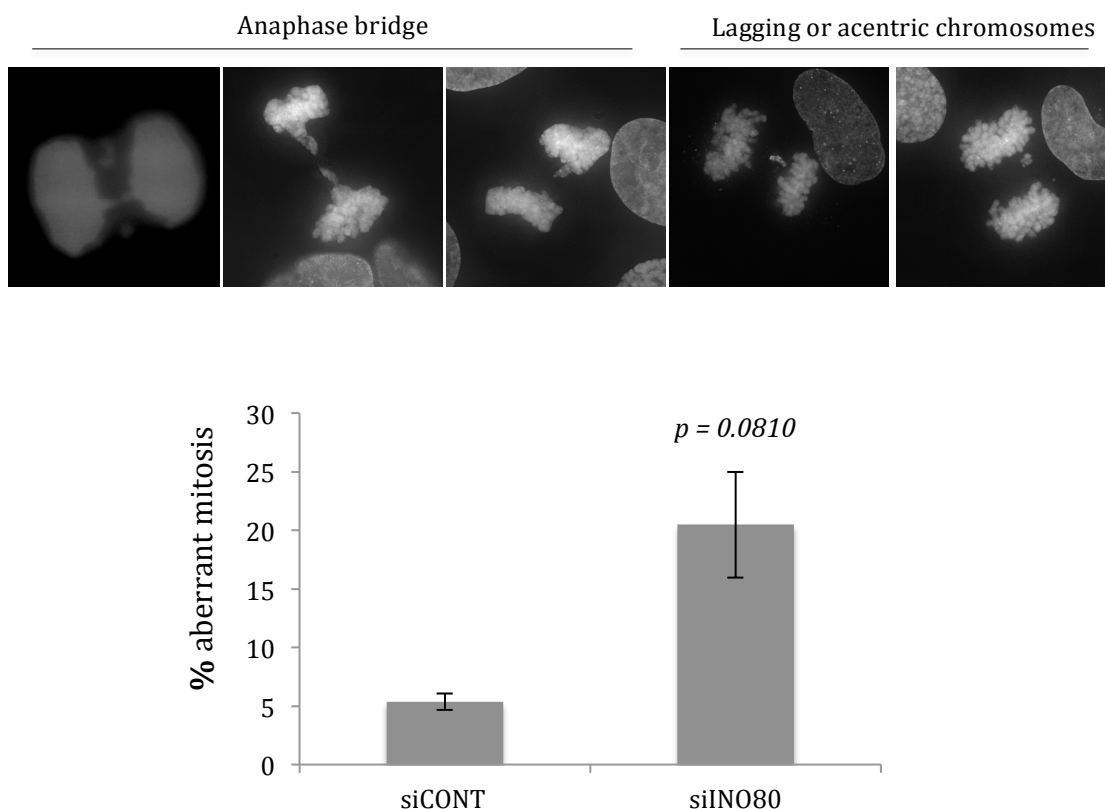 Anaphase bridge
Lagging or acentric chromosomes
% aberrant mitosis
30
25
20
15
10
5
0
p = 0.0810
siCONT
siINO80